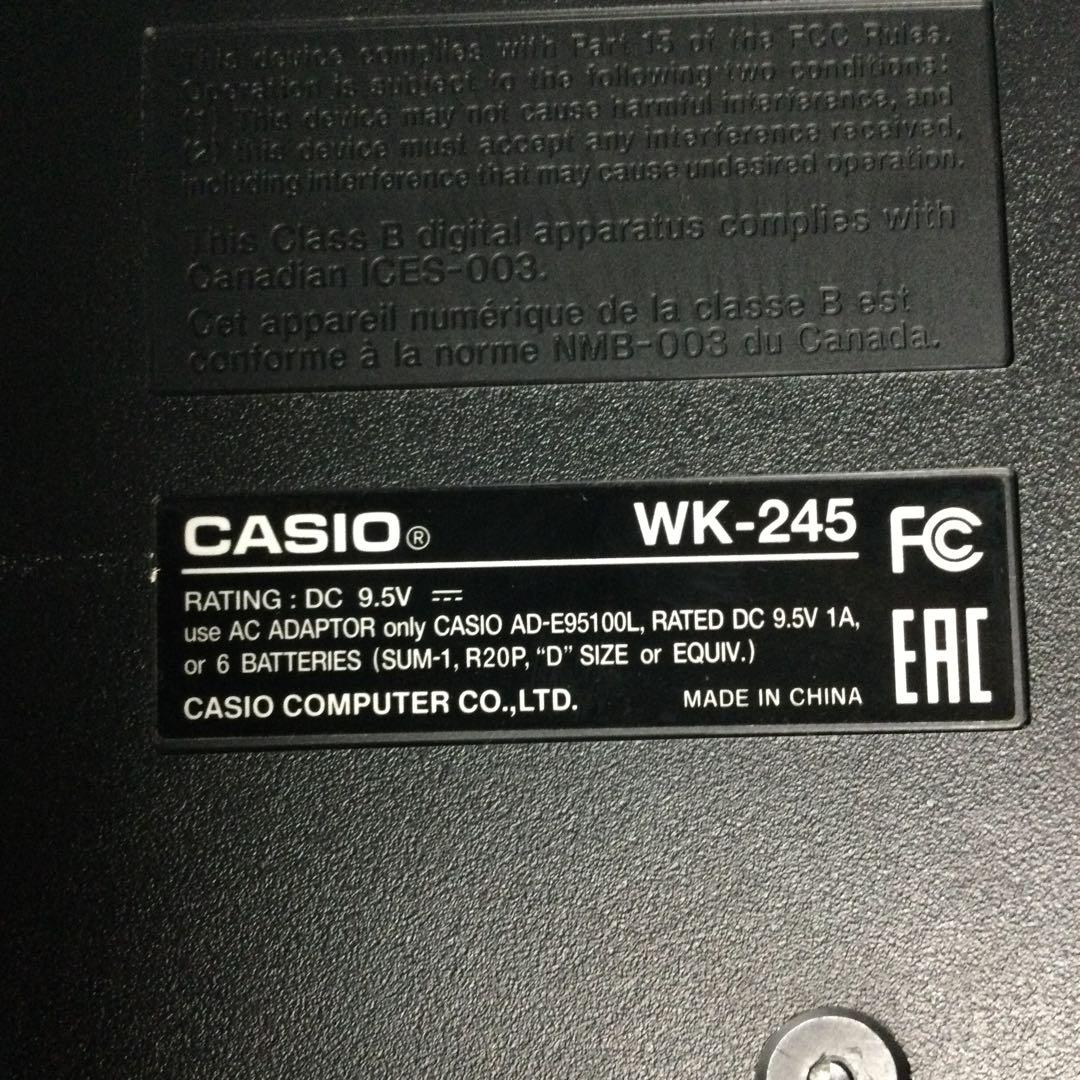 This device complies with Part 15 of the FCC Rules.
Operation is subject to the following two conditions:
(1) This device may not cause harmful interference, and
(2) this device must accept any interference received,
including interference that may cause undesired operation.
This Class B digital apparatus complies with
Canadian ICES-003.
Cet appareil numérique de la classe B est
conforme à la norme NMB-003 du Canada.
CASIO® WK-245 FC
RATING : DC 9.5V ⎓
use AC ADAPTOR only CASIO AD-E95100L, RATED DC 9.5V 1A,
or 6 BATTERIES (SUM-1, R20P, “D” SIZE or EQUIV.)
CASIO COMPUTER CO.,LTD. MADE IN CHINA EAC